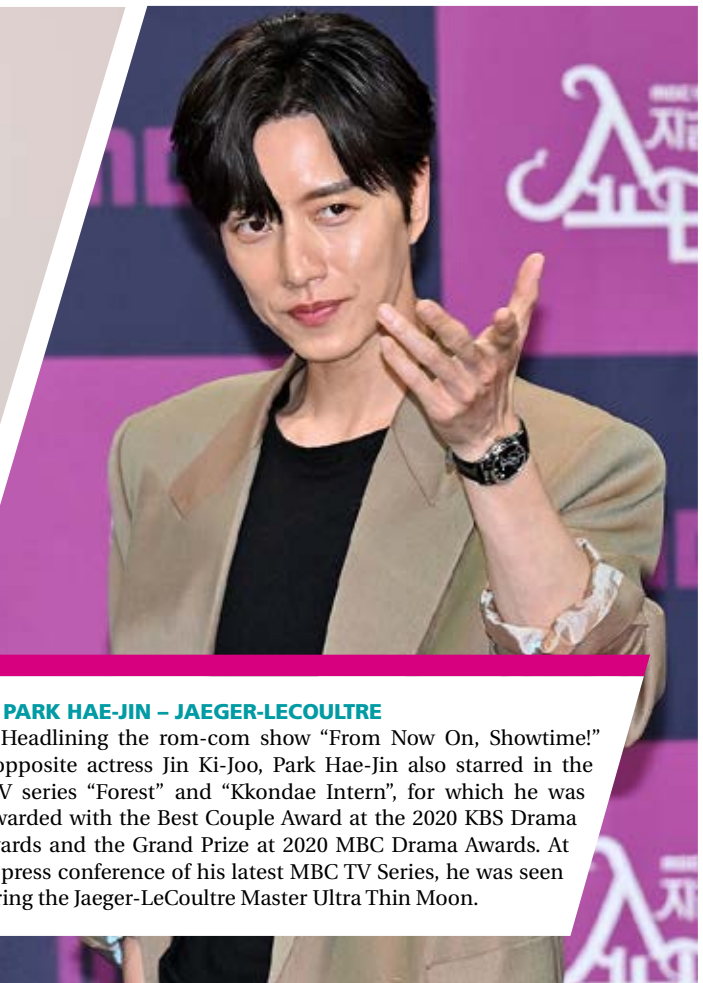 지
쇼
PARK HAE-JIN – JAEGER-LECOULTRE
Headlining the rom-com show “From Now On, Showtime!”
opposite actress Jin Ki-Joo, Park Hae-Jin also starred in the
V series “Forest” and “Kkondae Intern”, for which he was
warded with the Best Couple Award at the 2020 KBS Drama
ards and the Grand Prize at 2020 MBC Drama Awards. At
press conference of his latest MBC TV Series, he was seen
ring the Jaeger-LeCoultre Master Ultra Thin Moon.